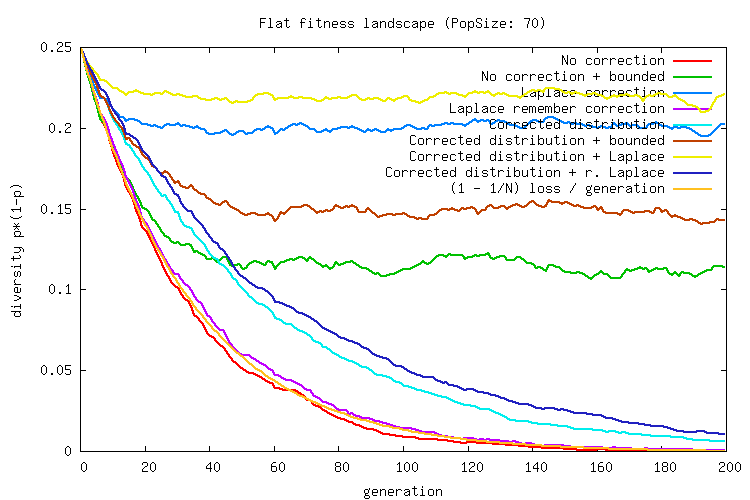 Flat fitness landscape (PopSize: 70)
0.25
0.2
0.15
0.1
0.05
0
diversity p*(1-p)
No correction
No correction + bounded
Laplace correction
Laplace remember correction
Corrected distribution
Corrected distribution + bounded
Corrected distribution + Laplace
Corrected distribution + r. Laplace
(1 - 1/N) loss / generation
0 20 40 60 80 100 120 140 160 180 200
generation